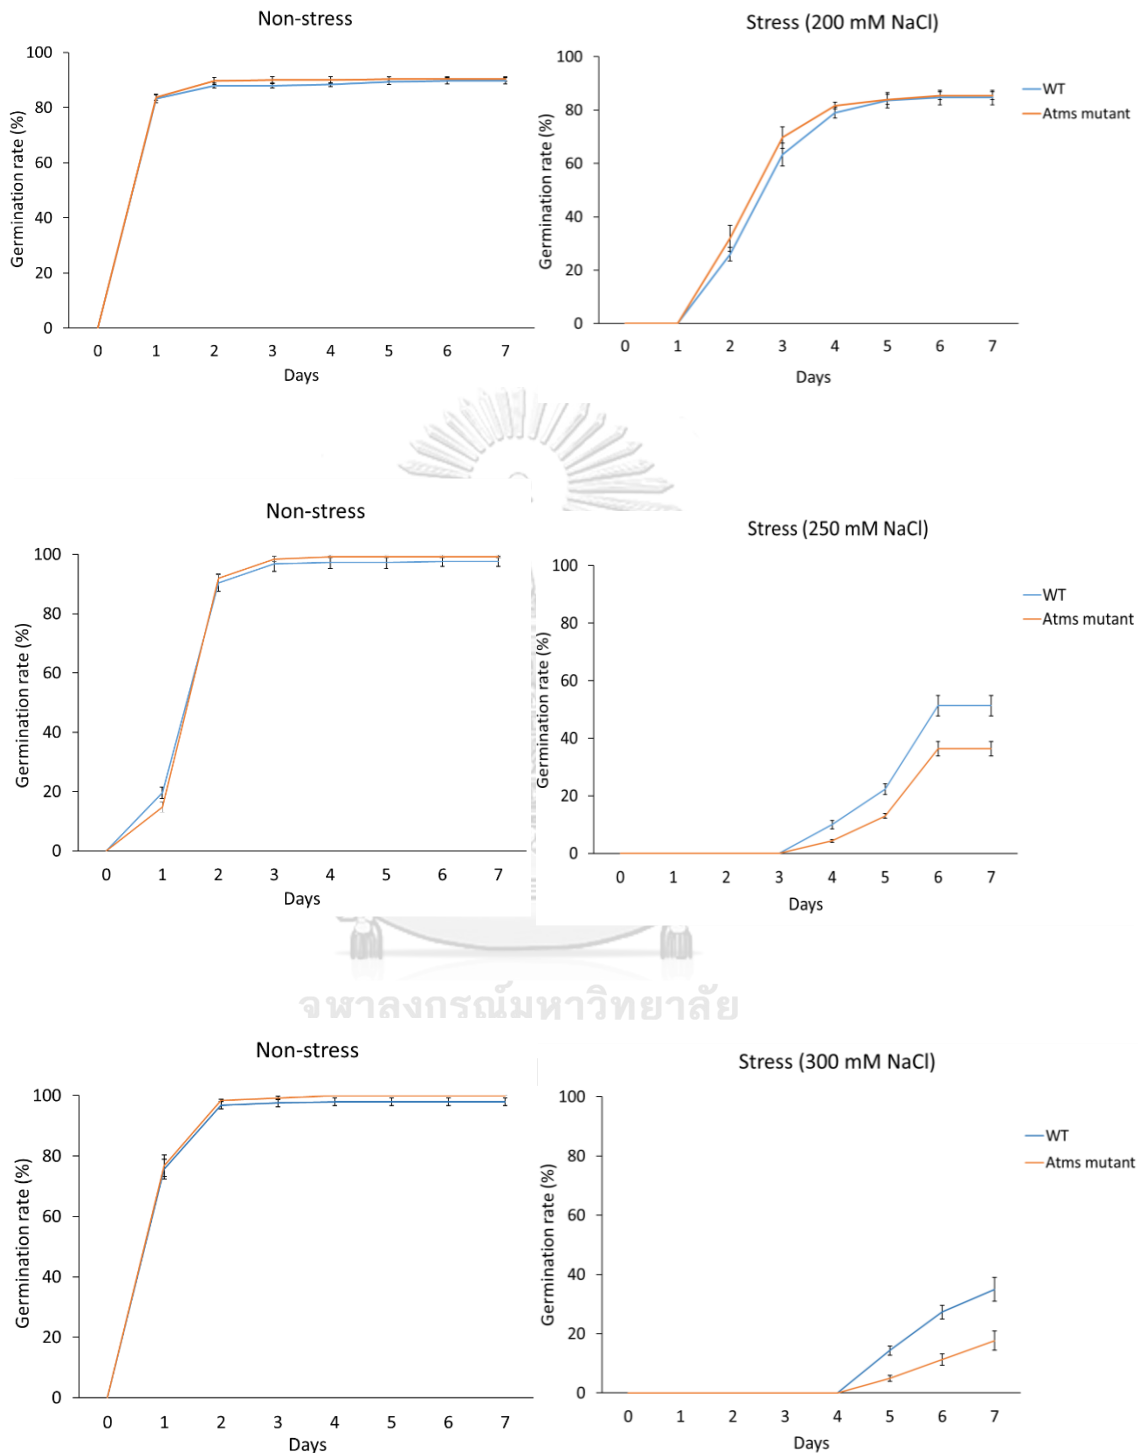 Non-stress
Germination rate (%)
100
80
60
40
20
0
0 1 2 3 4 5 6 7
Days
Stress (200 mM NaCl)
Germination rate (%)
100
80
60
40
20
0
0 1 2 3 4 5 6 7
Days
WT
Atms mutant
Non-stress
Germination rate (%)
100
80
60
40
20
0
0 1 2 3 4 5 6 7
Days
Stress (250 mM NaCl)
Germination rate (%)
100
80
60
40
20
0
0 1 2 3 4 5 6 7
Days
WT
Atms mutant
จุฬาลงกรณ์มหาวิทยาลัย
Non-stress
Germination rate (%)
100
80
60
40
20
0
0 1 2 3 4 5 6 7
Days
Stress (300 mM NaCl)
Germination rate (%)
100
80
60
40
20
0
0 1 2 3 4 5 6 7
Days
WT
Atms mutant